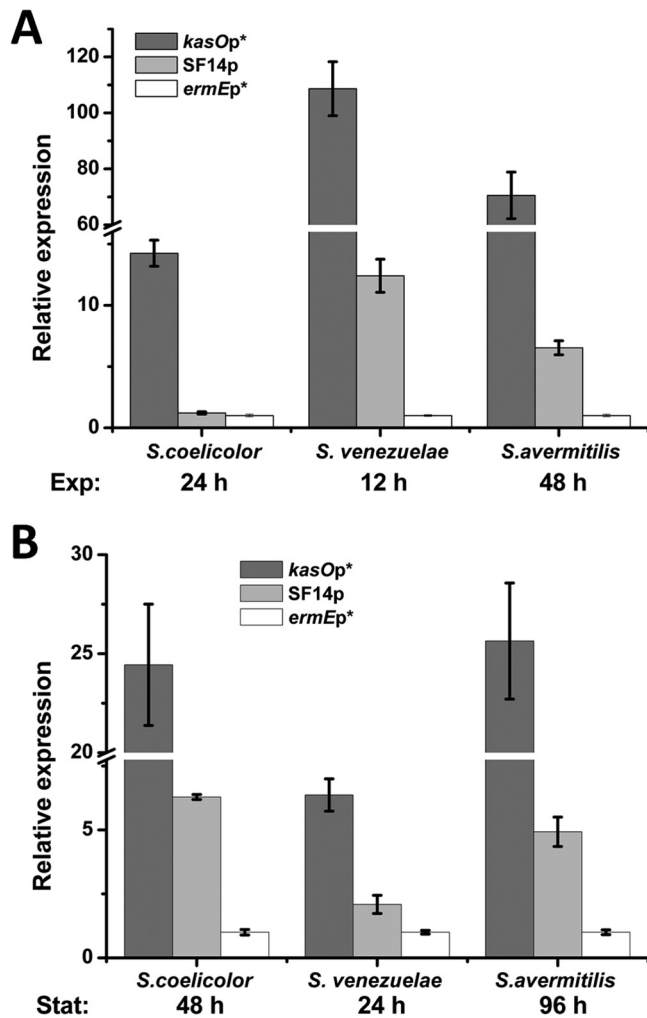 A
kasOp*
SF14p
ermEp*
Relative expression
120
100
80
60
10
0
S.coelicolor S. venezuelae S.avermitilis
Exp: 24 h 12 h 48 h
B
kasOp*
SF14p
ermEp*
Relative expression
30
25
20
5
0
S.coelicolor S. venezuelae S.avermitilis
Stat: 48 h 24 h 96 h